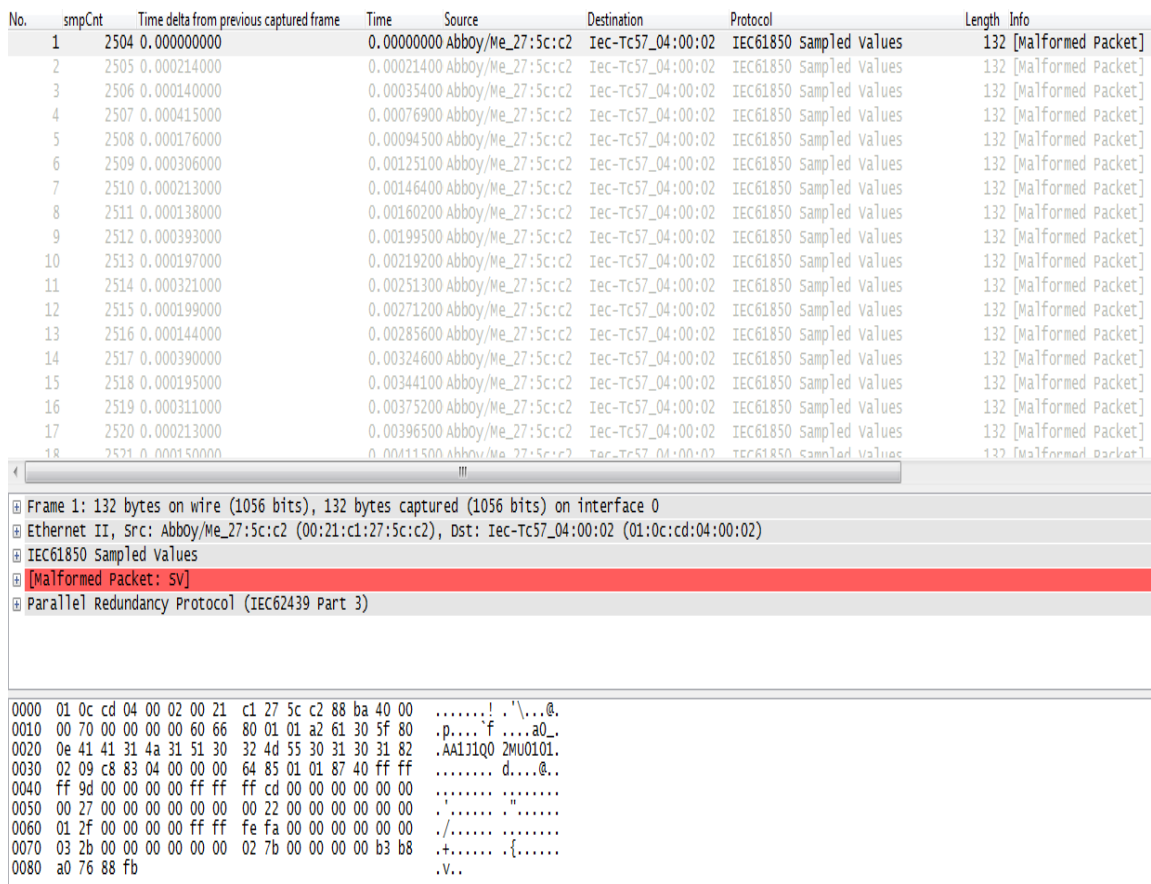 No. smpCnt Time delta from previous captured frame Time Source Destination Protocol Length Info
1 2504 0.000000000 0.00000000 AbbOy/Me_27:5c:c2 Iec-Tc57_04:00:02 IEC61850 Sampled Values 132 [Malformed Packet]
2 2505 0.000214000 0.00021400 AbbOy/Me_27:5c:c2 Iec-Tc57_04:00:02 IEC61850 Sampled Values 132 [Malformed Packet]
3 2506 0.000140000 0.00035400 AbbOy/Me_27:5c:c2 Iec-Tc57_04:00:02 IEC61850 Sampled Values 132 [Malformed Packet]
4 2507 0.000415000 0.00076900 AbbOy/Me_27:5c:c2 Iec-Tc57_04:00:02 IEC61850 Sampled Values 132 [Malformed Packet]
5 2508 0.000176000 0.00094500 AbbOy/Me_27:5c:c2 Iec-Tc57_04:00:02 IEC61850 Sampled Values 132 [Malformed Packet]
6 2509 0.000306000 0.00125100 AbbOy/Me_27:5c:c2 Iec-Tc57_04:00:02 IEC61850 Sampled Values 132 [Malformed Packet]
7 2510 0.000213000 0.00146400 AbbOy/Me_27:5c:c2 Iec-Tc57_04:00:02 IEC61850 Sampled Values 132 [Malformed Packet]
8 2511 0.000138000 0.00160200 AbbOy/Me_27:5c:c2 Iec-Tc57_04:00:02 IEC61850 Sampled Values 132 [Malformed Packet]
9 2512 0.000393000 0.00199500 AbbOy/Me_27:5c:c2 Iec-Tc57_04:00:02 IEC61850 Sampled Values 132 [Malformed Packet]
10 2513 0.000197000 0.00219200 AbbOy/Me_27:5c:c2 Iec-Tc57_04:00:02 IEC61850 Sampled Values 132 [Malformed Packet]
11 2514 0.000321000 0.00251300 AbbOy/Me_27:5c:c2 Iec-Tc57_04:00:02 IEC61850 Sampled Values 132 [Malformed Packet]
12 2515 0.000199000 0.00271200 AbbOy/Me_27:5c:c2 Iec-Tc57_04:00:02 IEC61850 Sampled Values 132 [Malformed Packet]
13 2516 0.000144000 0.00285600 AbbOy/Me_27:5c:c2 Iec-Tc57_04:00:02 IEC61850 Sampled Values 132 [Malformed Packet]
14 2517 0.000390000 0.00324600 AbbOy/Me_27:5c:c2 Iec-Tc57_04:00:02 IEC61850 Sampled Values 132 [Malformed Packet]
15 2518 0.000195000 0.00344100 AbbOy/Me_27:5c:c2 Iec-Tc57_04:00:02 IEC61850 Sampled Values 132 [Malformed Packet]
16 2519 0.000311000 0.00375200 AbbOy/Me_27:5c:c2 Iec-Tc57_04:00:02 IEC61850 Sampled Values 132 [Malformed Packet]
17 2520 0.000213000 0.00396500 AbbOy/Me_27:5c:c2 Iec-Tc57_04:00:02 IEC61850 Sampled Values 132 [Malformed Packet]
18 2521 0.000150000 0.00411500 AbbOy/Me_27:5c:c2 Iec-Tc57_04:00:02 IEC61850 Sampled Values 132 [Malformed Packet]
Frame 1: 132 bytes on wire (1056 bits), 132 bytes captured (1056 bits) on interface 0
Ethernet II, Src: AbbOy/Me_27:5c:c2 (00:21:c1:27:5c:c2), Dst: Iec-Tc57_04:00:02 (01:0c:cd:04:00:02)
IEC61850 Sampled Values
[Malformed Packet: SV]
Parallel Redundancy Protocol (IEC62439 Part 3)
0000 01 0c cd 04 00 02 00 21 c1 27 5c c2 88 ba 40 00 .......! .'\...@.
0010 00 70 00 00 00 00 60 66 80 01 01 a2 61 30 5f 80 .p....`f ....a0_.
0020 0e 41 41 31 4a 31 51 30 32 4d 55 30 31 30 31 82 .AA1J1Q0 2MU0101.
0030 02 09 c8 83 04 00 00 00 64 85 01 01 87 40 ff ff ........ d....@..
0040 ff 9d 00 00 00 00 ff ff ff cd 00 00 00 00 00 00 ........ ........
0050 00 27 00 00 00 00 00 00 00 22 00 00 00 00 00 00 .'...... ."......
0060 01 2f 00 00 00 00 ff ff fe fa 00 00 00 00 00 00 ./...... ........
0070 03 2b 00 00 00 00 00 00 02 7b 00 00 00 00 b3 b8 .+...... .{......
0080 a0 76 88 fb .v..